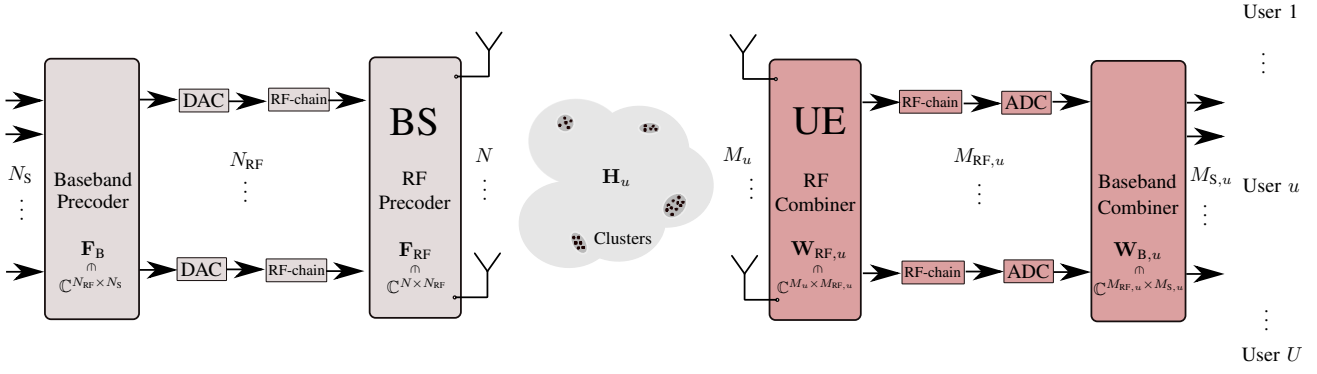 User 1
⋮
DAC
RF-chain
BS
UE
RF-chain
ADC
N_S
⋮
Baseband
Precoder
F_B
∈
ℂ^{N_RF×N_S}
N_RF
⋮
RF
Precoder
F_RF
∈
ℂ^{N×N_RF}
N
⋮
H_u
Clusters
M_u
⋮
RF
Combiner
W_{RF,u}
∈
ℂ^{M_u×M_{RF,u}}
M_{RF,u}
⋮
Baseband
Combiner
W_{B,u}
∈
ℂ^{M_{RF,u}×M_{S,u}}
M_{S,u}
⋮
User u
DAC
RF-chain
RF-chain
ADC
⋮
User U